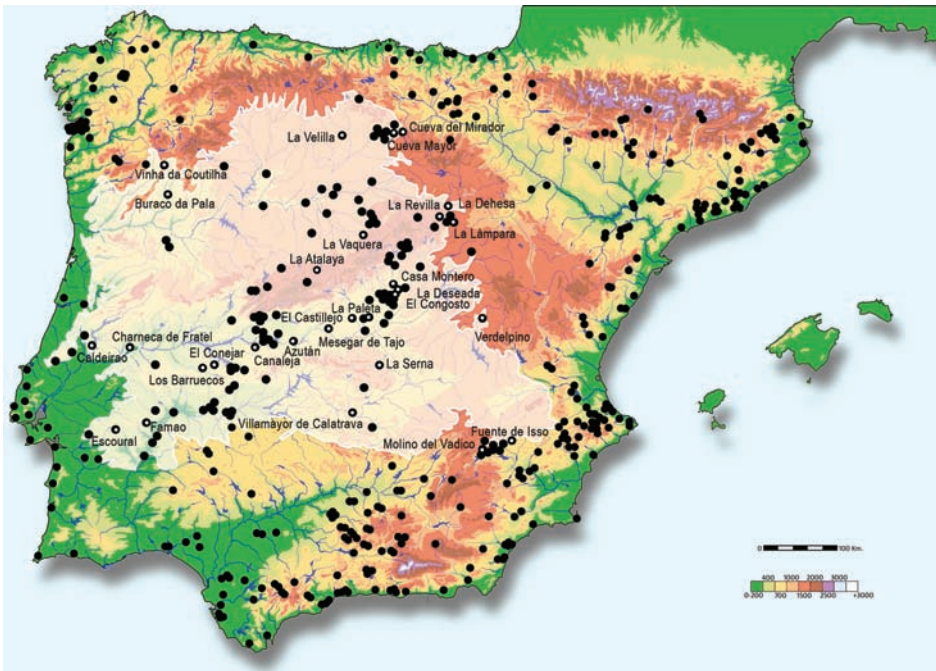 La Velilla
Cueva del Mirador
Cueva Mayor
Vinha da Coutilha
Buraco da Pala
La Revilla
La Dehesa
La Lámpara
La Vaquera
La Atalaya
Casa Montero
La Deseada
El Congosto
La Paleta
El Castillejo
Charneca de Fratel
Mesegar de Tajo
Verdelpino
Caldeirao
El Conejar
Azután
Canaleja
La Serna
Los Barruecos
Famao
Villamayor de Calatrava
Fuente de Isso
Escoural
Molino del Vadico
0 100 Km.
400 1000 2000 3000
0-200 700 1500 2500 +3000